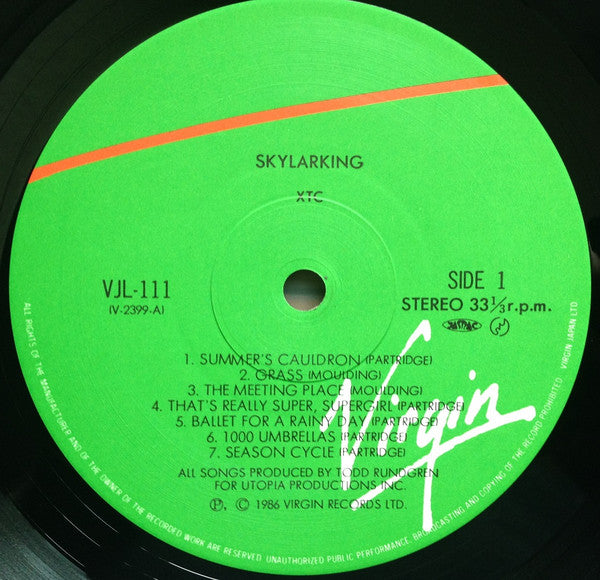 SKYLARKING
XTC
VJL-111
(V-2399-A)
SIDE 1
STEREO 33⅓r.p.m.
JASRAC
1. SUMMER'S CAULDRON (PARTRIDGE)
2. GRASS (MOULDING)
3. THE MEETING PLACE (MOULDING)
4. THAT'S REALLY SUPER, SUPERGIRL (PARTRIDGE)
5. BALLET FOR A RAINY DAY (PARTRIDGE)
6. 1000 UMBRELLAS (PARTRIDGE)
7. SEASON CYCLE (PARTRIDGE)
ALL SONGS PRODUCED BY TODD RUNDGREN
FOR UTOPIA PRODUCTIONS INC.
Ⓟ, © 1986 VIRGIN RECORDS LTD.
Virgin
ALL RIGHTS OF THE MANUFACTURER AND OF THE OWNER OF THE RECORDED WORK ARE RESERVED. UNAUTHORIZED PUBLIC PERFORMANCE, BROADCASTING AND COPYING OF THE RECORD PROHIBITED. VIRGIN JAPAN LTD